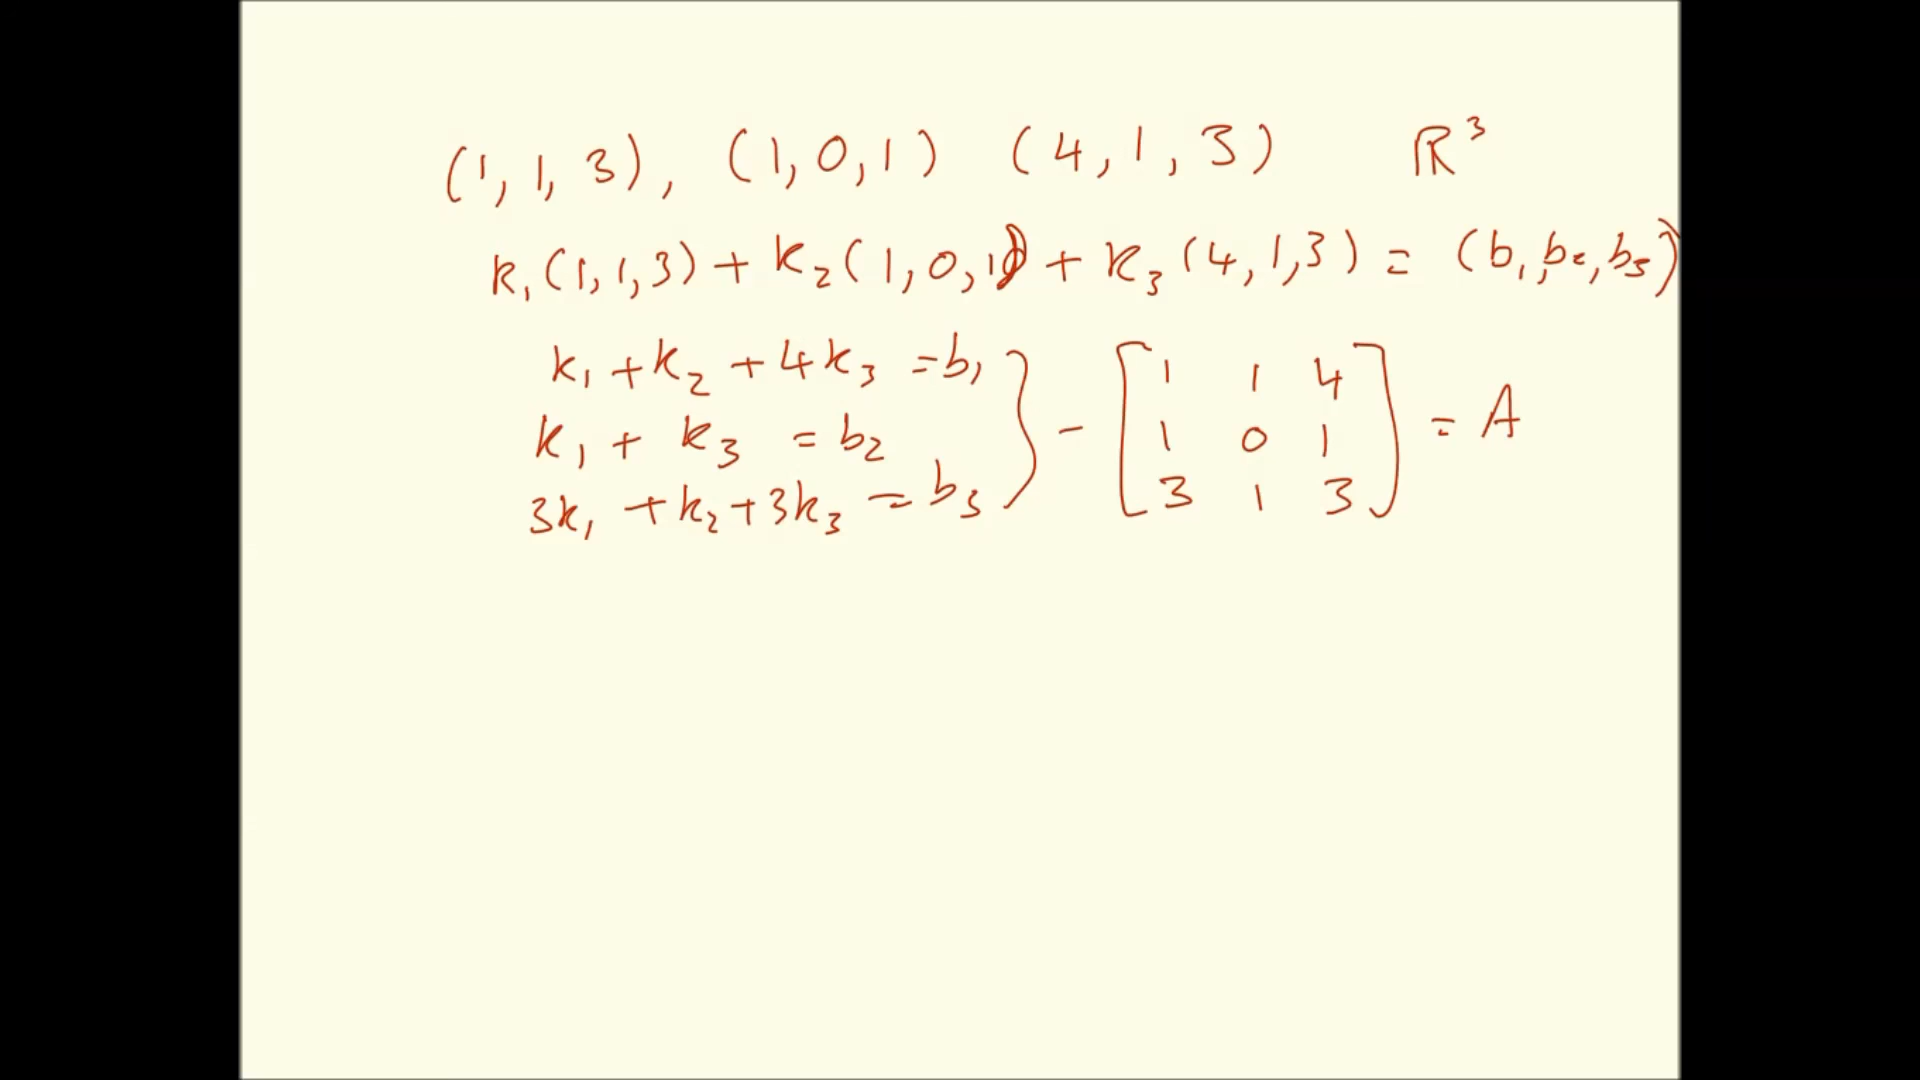 (1, 1, 3), (1, 0, 1) (4, 1, 3) ℝ³
k₁(1, 1, 3) + k₂(1, 0, 1) + k₃(4, 1, 3) = (b₁, b₂, b₃)
k₁ + k₂ + 4k₃ = b₁
k₁ + k₃ = b₂
3k₁ + k₂ + 3k₃ = b₃
} - [1 1 4
1 0 1
3 1 3] = A